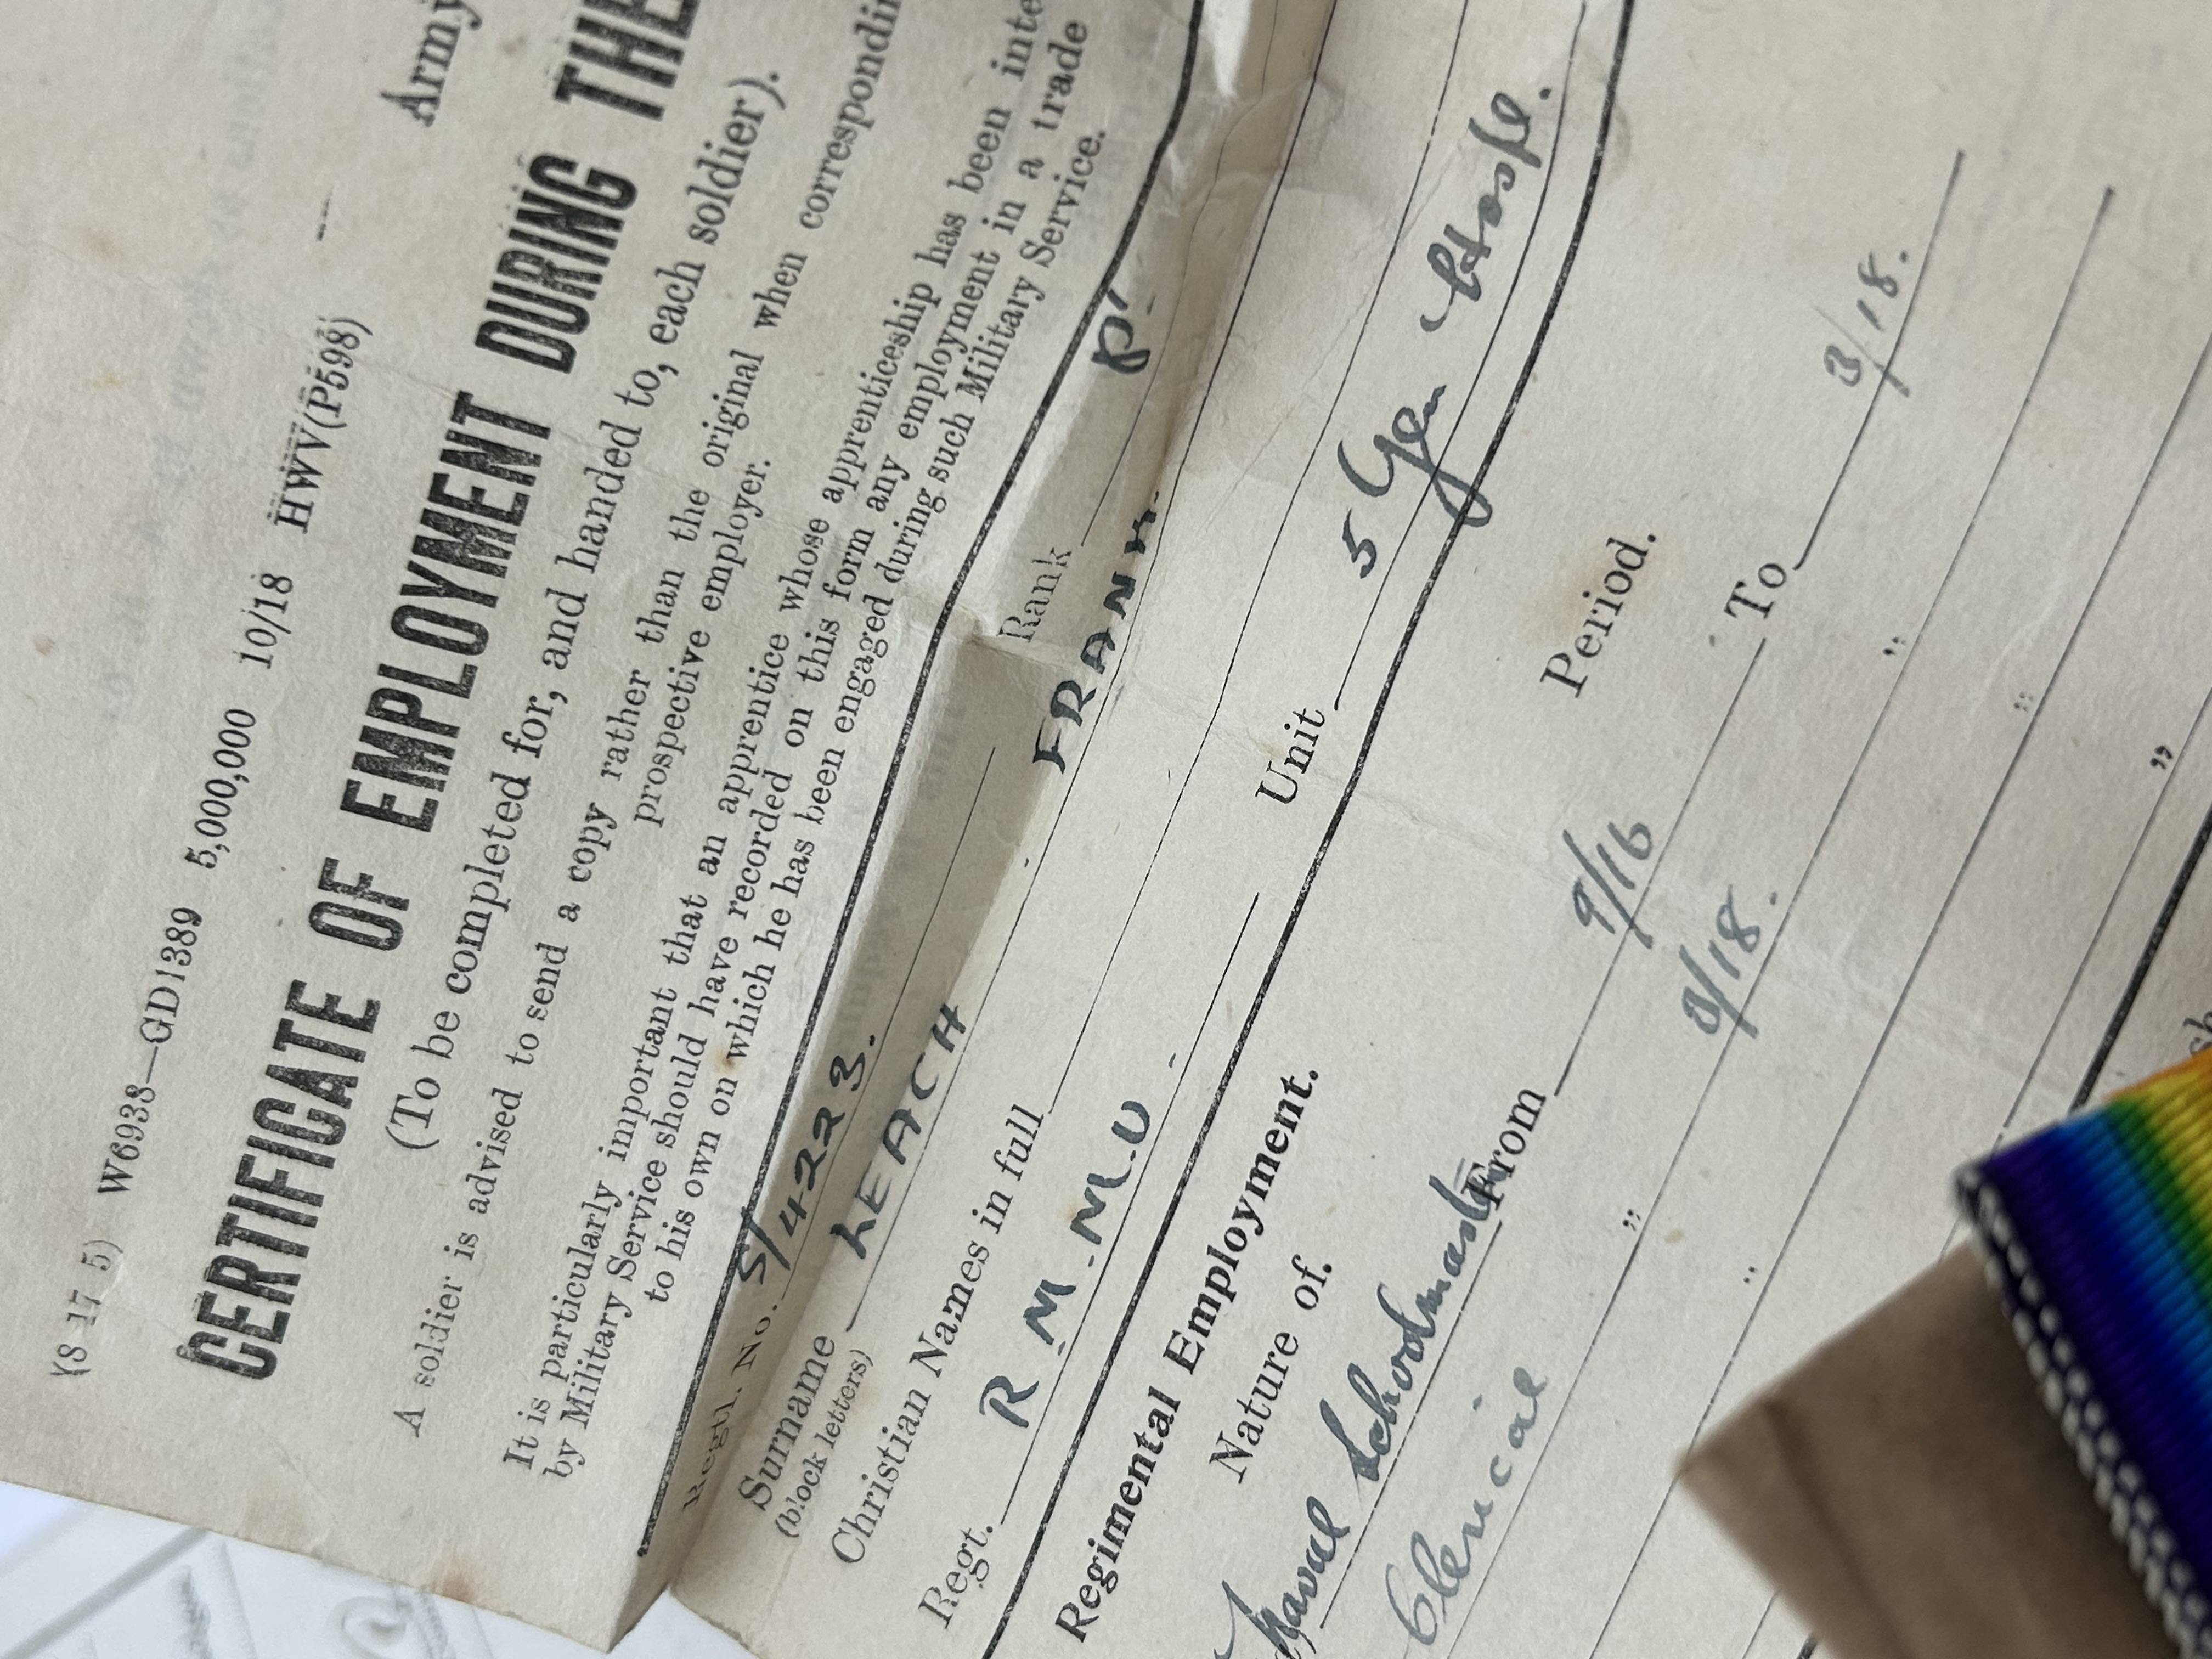 (8 17 5) W6938—GD1389 5,000,000 10/18 HWV(P598)
Army
CERTIFICATE OF EMPLOYMENT DURING THE
(To be completed for, and handed to, each soldier).
A soldier is advised to send a copy rather than the original when correspondin
prospective employer.
It is particularly important that an apprentice whose apprenticeship has been inte
by Military Service should have recorded on this form any employment in a trade
to his own on which he has been engaged during such Military Service.
Regtl. No. S/4223. Rank
Surname LEACH
(block letters)
Christian Names in full FRANK.
Regt. R.M.M.U. Unit 5 Gen Hosp.
Regimental Employment.
Nature of. Period.
Naval Schoolmaster From 9/16 To 3/18.
Clerical „ 3/18. „
„ „
„